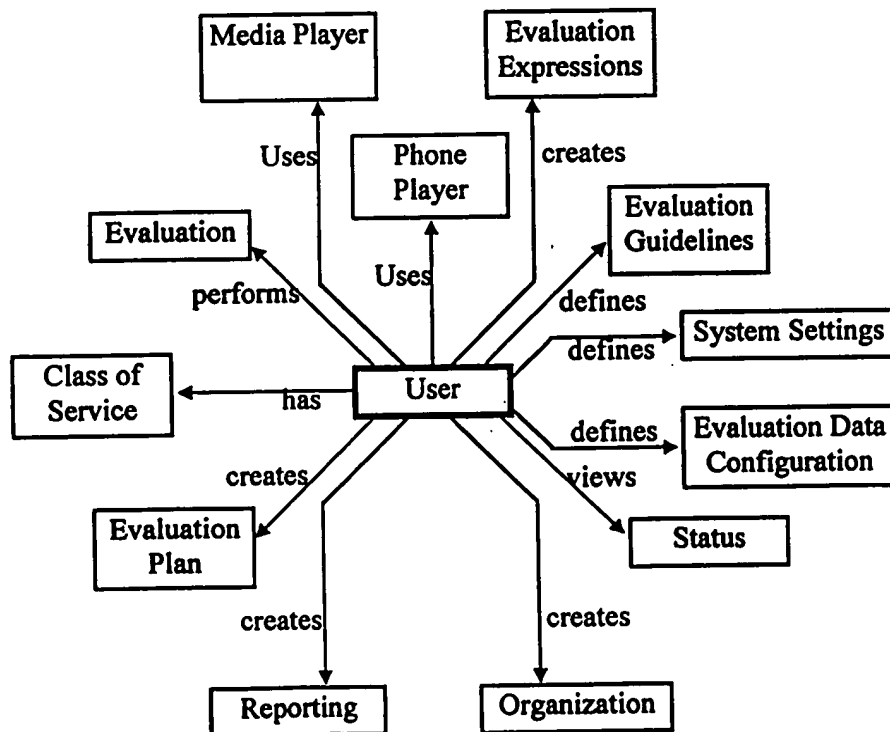 Media Player
Evaluation
Expressions
Uses
Phone
Player
creates
Evaluation
Evaluation
Guidelines
performs
Uses
defines
System Settings
defines
Class of
Service
has
User
defines
Evaluation Data
Configuration
creates
views
Evaluation
Plan
Status
creates
creates
Reporting
Organization